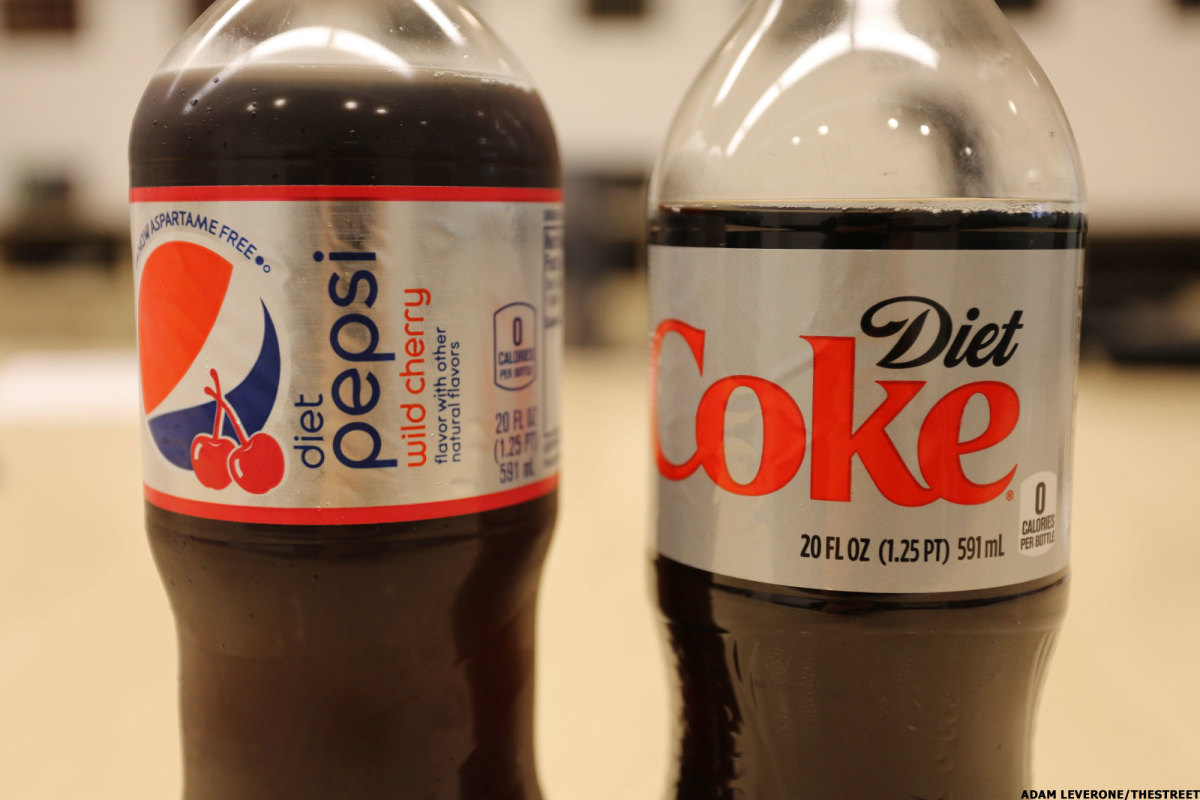 NOW ASPARTAME FREE
diet
pepsi
wild cherry
flavor with other
natural flavors
0
CALORIES
PER BOTTLE
20 FL OZ
(1.25 PT)
591 mL
Diet
Coke®
0
CALORIES
PER BOTTLE
20 FL OZ (1.25 PT) 591 mL
ADAM LEVERONE/THESTREET